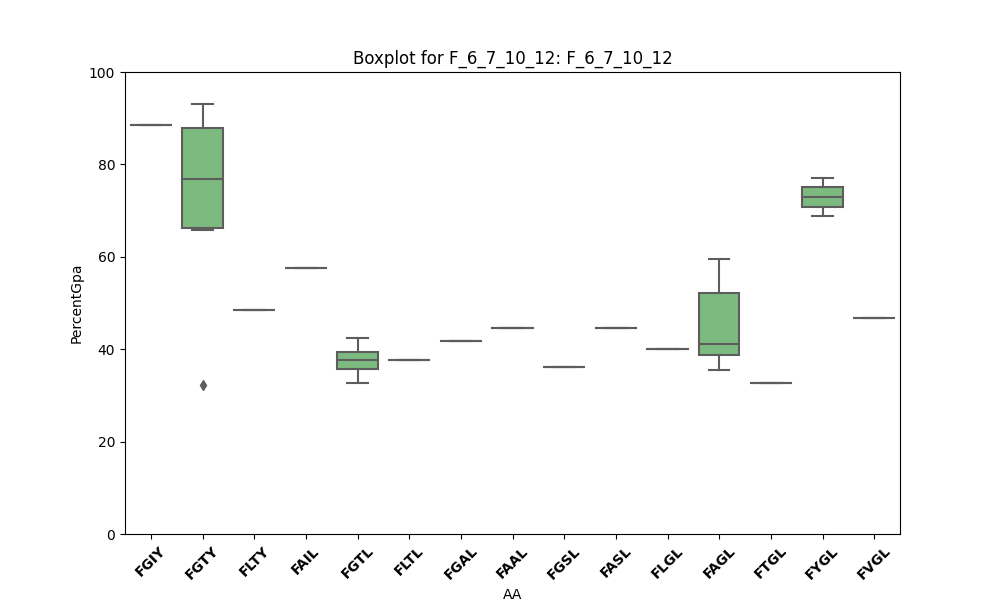 Boxplot for F_6_7_10_12: F_6_7_10_12
100
80
60
40
20
0
PercentGpa
FGIY FGTY FLTY FAIL FGTL FLTL FGAL FAAL FGSL FASL FLGL FAGL FTGL FYGL FVGL
AA